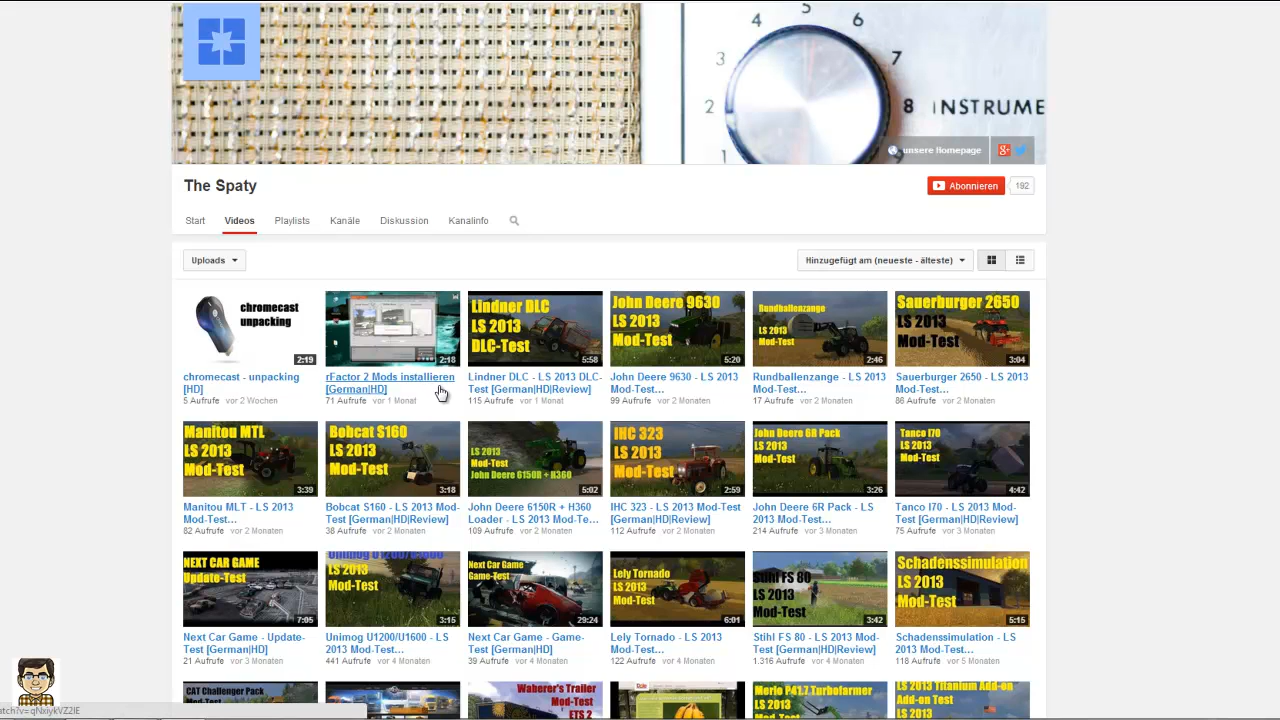 4 5 6
3 7
2 8 INSTRUME
1
unsere Homepage
The Spaty
Abonnieren 192
Start Videos Playlists Kanäle Diskussion Kanalinfo
Uploads Hinzugefügt am (neueste - älteste)
chromecast
unpacking
2:19
chromecast - unpacking
[HD]
5 Aufrufe vor 2 Wochen
2:18
rFactor 2 Mods installieren
[German|HD]
71 Aufrufe vor 1 Monat
Lindner DLC
LS 2013
DLC-Test
5:58
Lindner DLC - LS 2013 DLC-
Test [German|HD|Review]
115 Aufrufe vor 1 Monat
John Deere 9630
LS 2013
Mod-Test
5:20
John Deere 9630 - LS 2013
Mod-Test...
99 Aufrufe vor 2 Monaten
Rundballenzange
LS 2013
Mod-Test
2:46
Rundballenzange - LS 2013
Mod-Test...
17 Aufrufe vor 2 Monaten
Sauerburger 2650
LS 2013
Mod-Test
3:04
Sauerburger 2650 - LS 2013
Mod-Test...
86 Aufrufe vor 2 Monaten
Manitou MTL
LS 2013
Mod-Test
3:39
Manitou MLT - LS 2013
Mod-Test...
82 Aufrufe vor 2 Monaten
Bobcat S160
LS 2013
Mod-Test
3:18
Bobcat S160 - LS 2013 Mod-
Test [German|HD|Review]
38 Aufrufe vor 2 Monaten
LS 2013
Mod-Test
John Deere 6150R + H360
5:02
John Deere 6150R + H360
Loader - LS 2013 Mod-Te...
109 Aufrufe vor 2 Monaten
IHC 323
LS 2013
Mod-Test
2:59
IHC 323 - LS 2013 Mod-Test
[German|HD|Review]
112 Aufrufe vor 2 Monaten
John Deere 6R Pack
LS 2013
Mod-Test
3:26
John Deere 6R Pack - LS
2013 Mod-Test...
214 Aufrufe vor 3 Monaten
Tanco I70
LS 2013
Mod-Test
4:42
Tanco I70 - LS 2013 Mod-
Test [German|HD|Review]
75 Aufrufe vor 3 Monaten
NEXT CAR GAME
Update-Test
7:05
Next Car Game - Update-
Test [German|HD]
21 Aufrufe vor 3 Monaten
Unimog U1200/U1600
LS 2013
Mod-Test
3:15
Unimog U1200/U1600 - LS
2013 Mod-Test...
441 Aufrufe vor 4 Monaten
Next Car Game
Game-Test
29:24
Next Car Game - Game-
Test [German|HD]
39 Aufrufe vor 4 Monaten
Lely Tornado
LS 2013
Mod-Test
6:01
Lely Tornado - LS 2013
Mod-Test...
122 Aufrufe vor 4 Monaten
Stihl FS 80
LS 2013
Mod-Test
3:42
Stihl FS 80 - LS 2013 Mod-
Test [German|HD|Review]
1.316 Aufrufe vor 4 Monaten
Schadenssimulation
LS 2013
Mod-Test
5:15
Schadenssimulation - LS
2013 Mod-Test...
118 Aufrufe vor 5 Monaten
CAT Challenger Pack
Waberer's Trailer
Mod-Test
ETS 2
Merlo P41.7 Turbofarmer
LS 2013
Mod-Test
LS 2013 Titanium Add-on
Add-on Test
LS 2013
atch?v=qNxiykVZ2IE